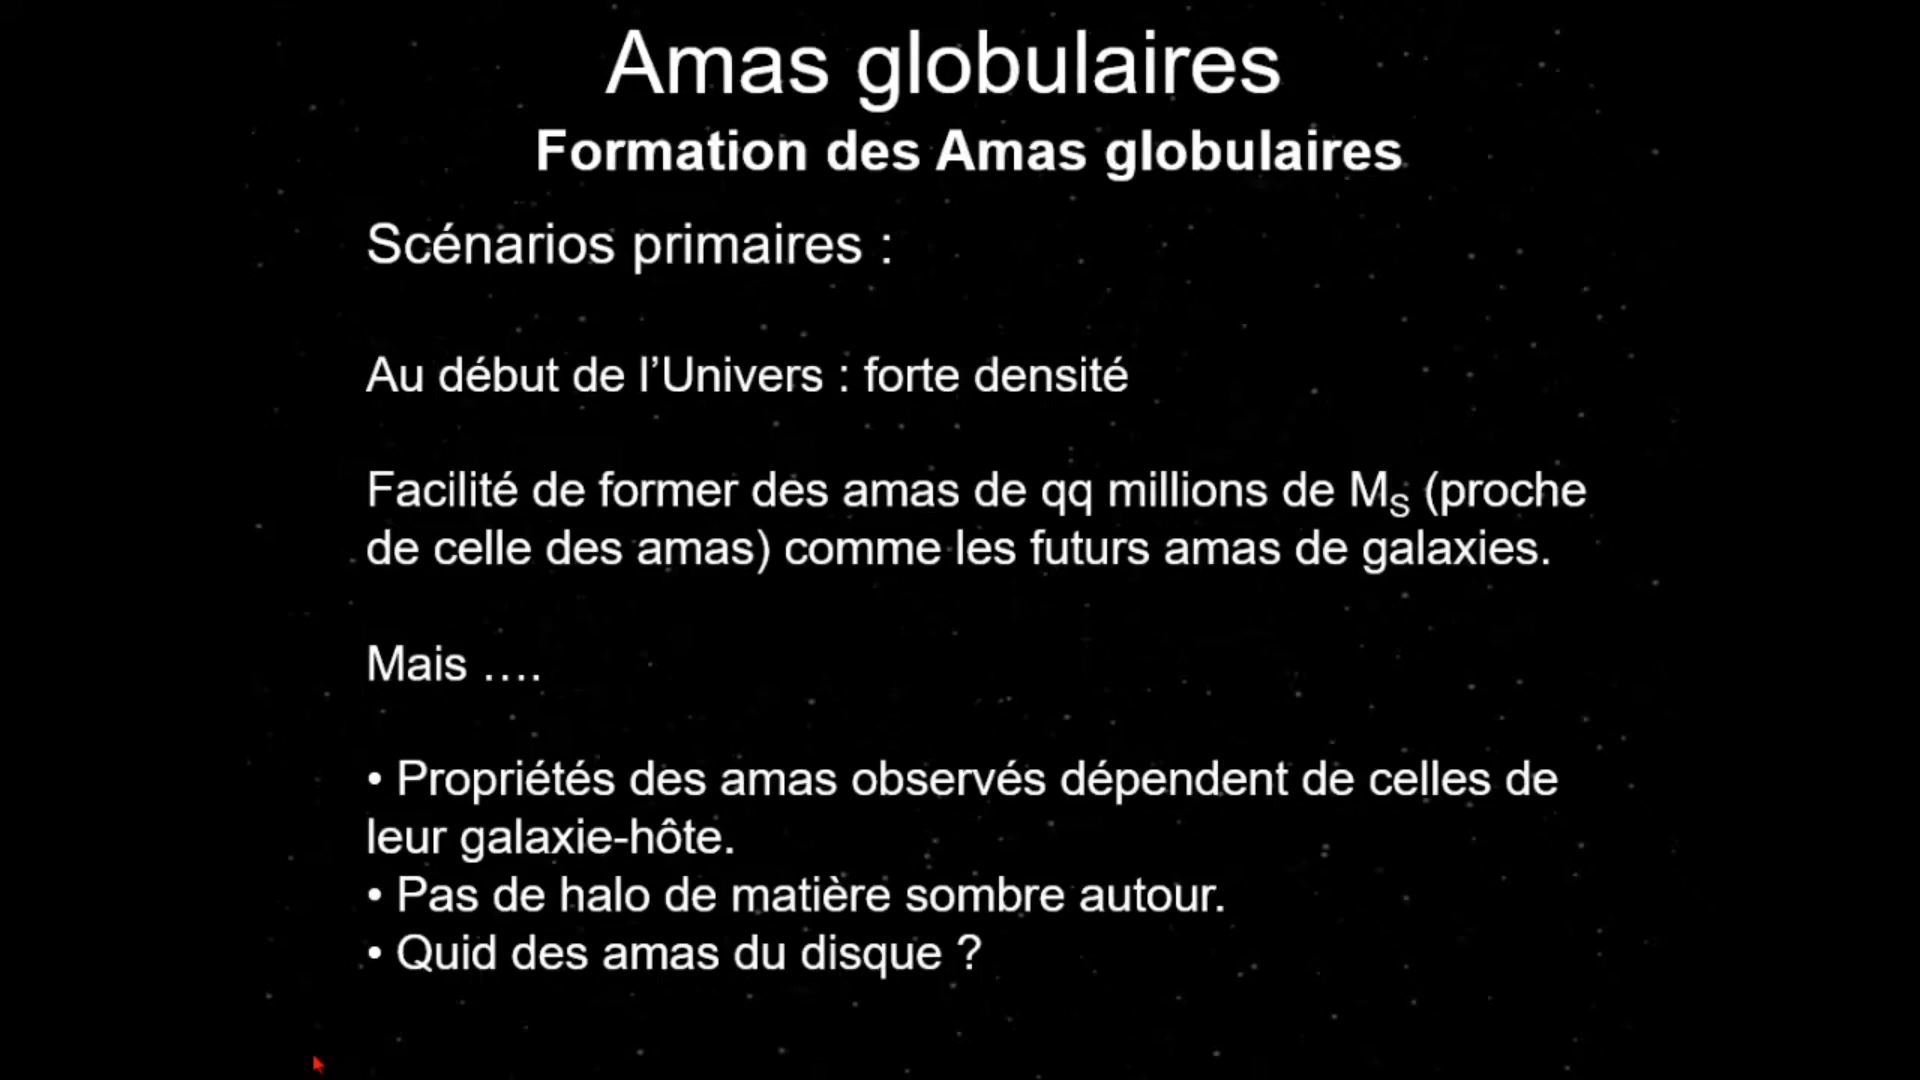 Amas globulaires
Formation des Amas globulaires
Scénarios primaires :
Au début de l’Univers : forte densité
Facilité de former des amas de qq millions de MS (proche
de celle des amas) comme les futurs amas de galaxies.
Mais ….
• Propriétés des amas observés dépendent de celles de
leur galaxie-hôte.
• Pas de halo de matière sombre autour.
• Quid des amas du disque ?